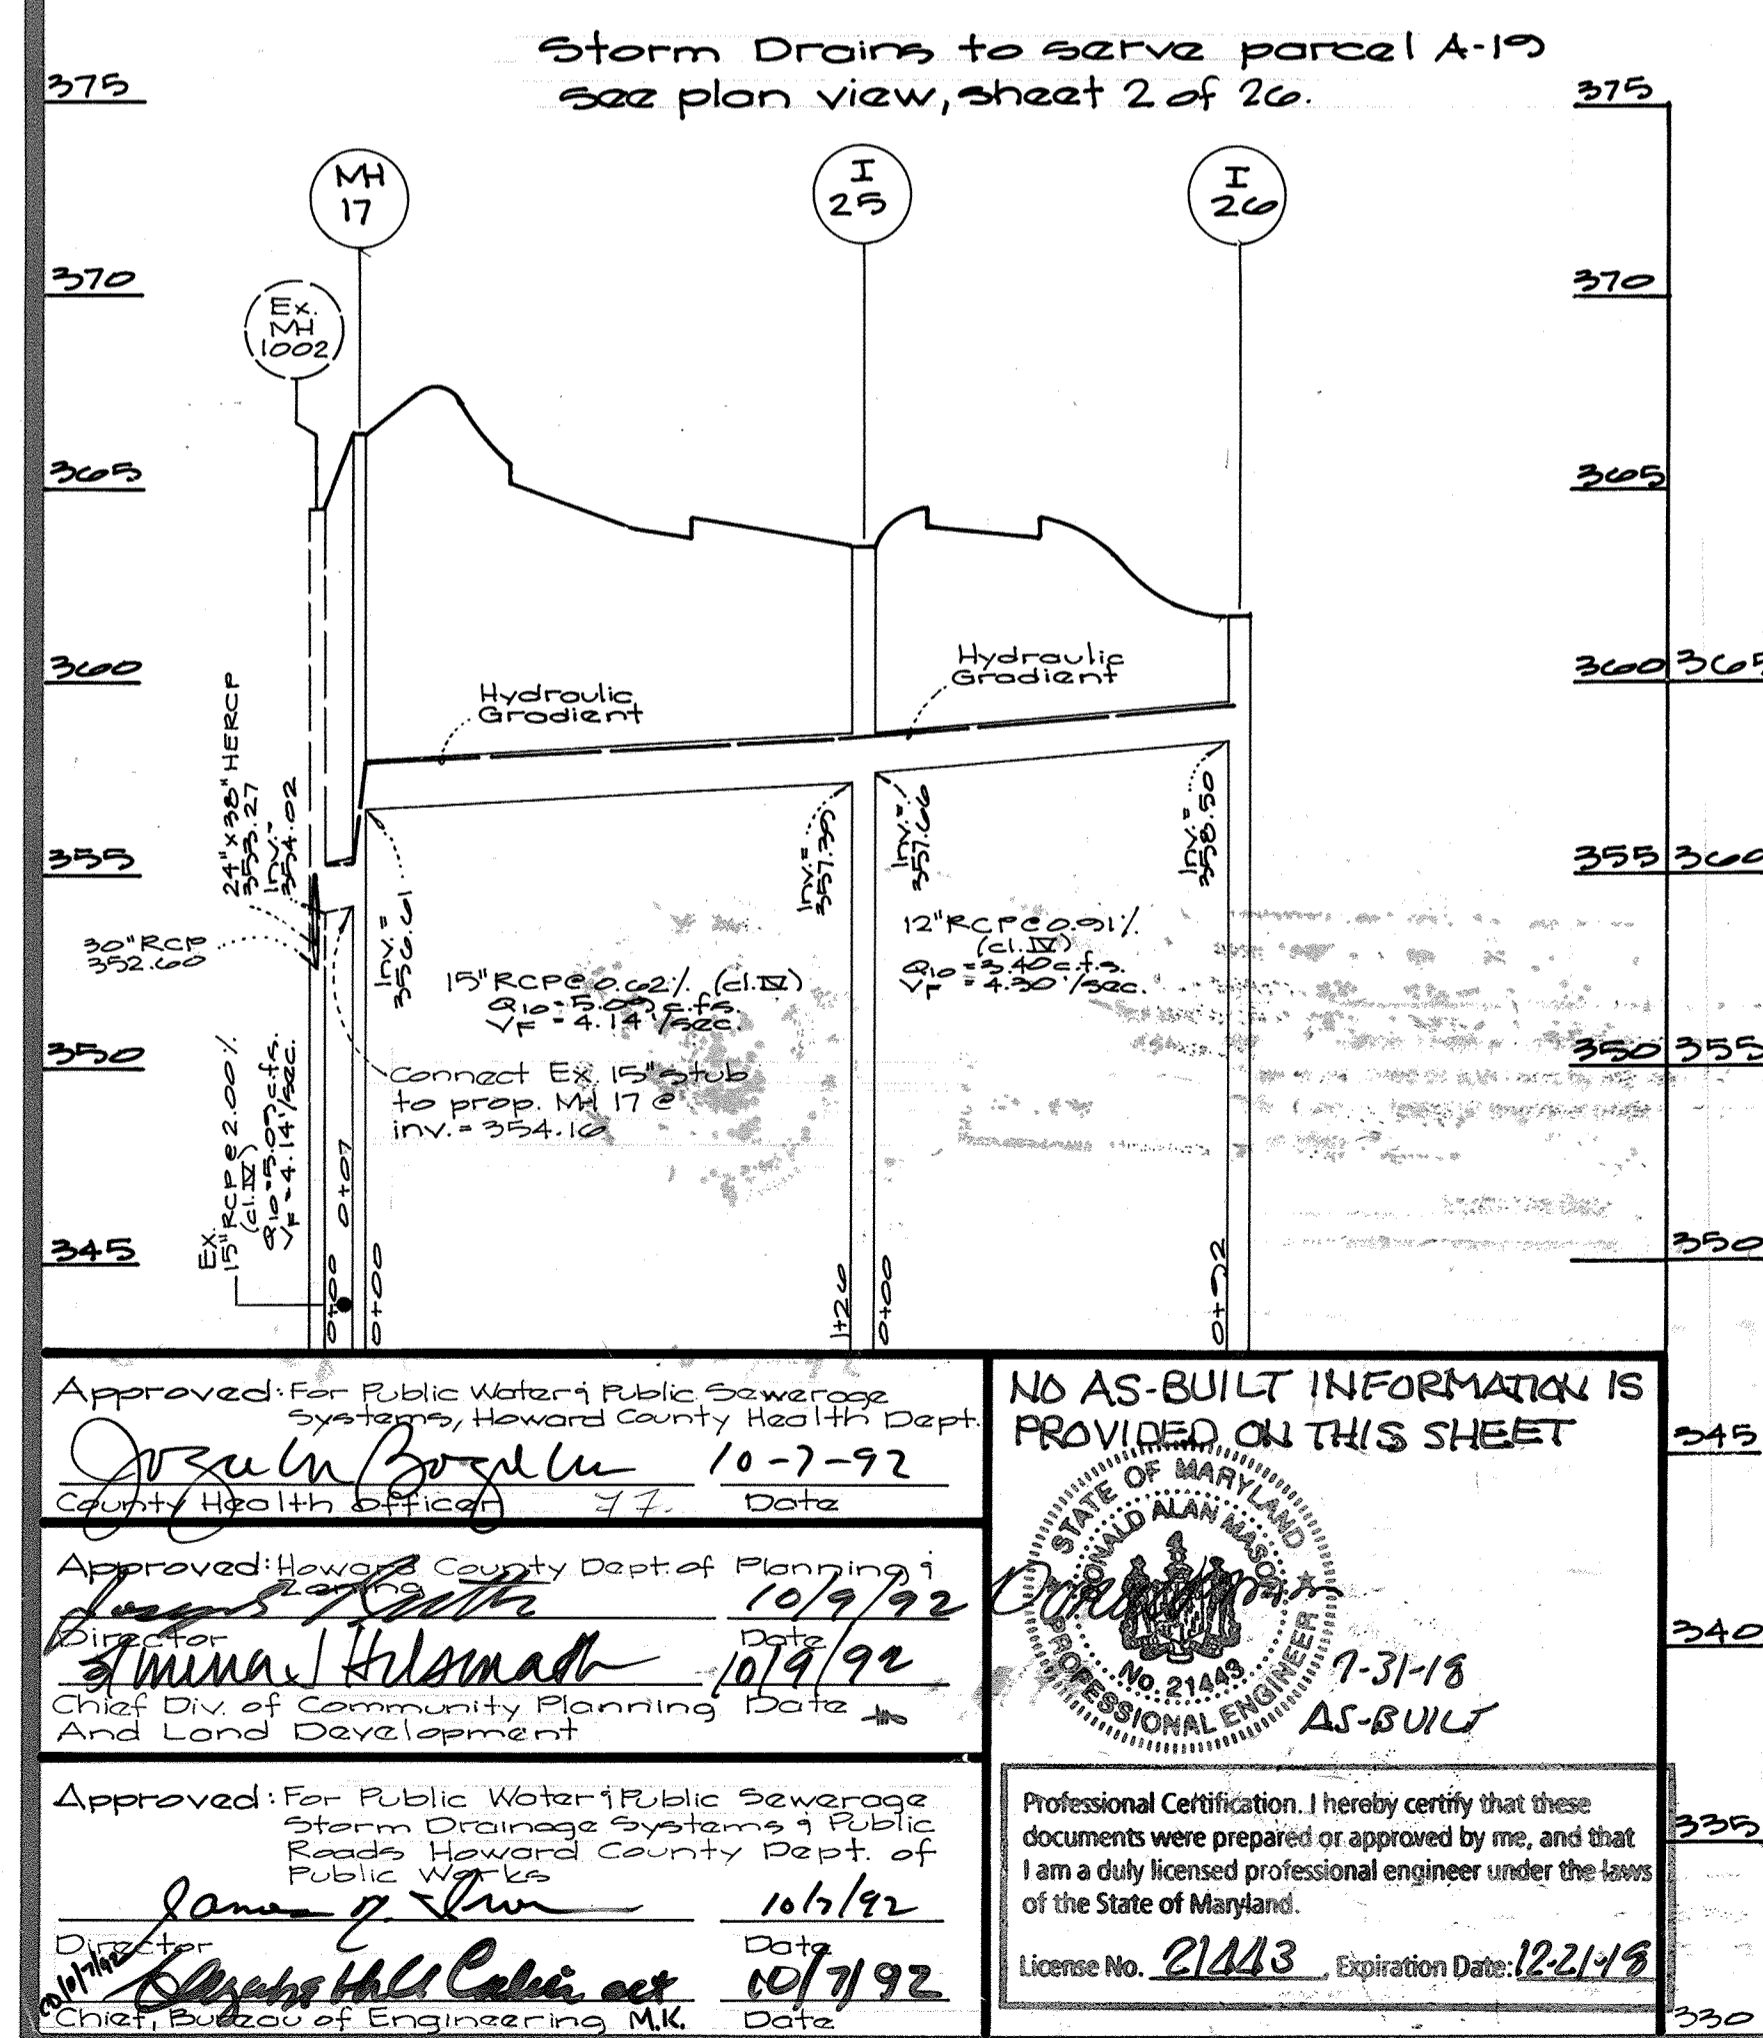 Storm Drains to serve parcel A-19
see plan view, sheet 2 of 26.
375
375
MH
17
I
25
I
26
370
370
Ex.
MH
1002
365
365
360
360
365
Hydraulic
Gradient
Hydraulic
Gradient
24"x38" HERCP
353.27
Inv.=
354.02
30" RCP
352.60
355
355
360
Inv.=
356.61
Inv.=
357.39
Inv.=
357.66
Inv.=
358.50
15" RCP @ 0.62% (cl.IV)
Q10 = 5.09 c.f.s.
VF = 4.14'/sec.
12" RCP @ 0.91%
(cl.IV)
Q10 = 3.40 c.f.s.
VF = 4.30'/sec.
350
350
355
Connect Ex. 15" stub
to prop. MH 17 @
inv. = 354.16
Ex.
15" RCP @ 2.00%
(cl.IV)
Q10=5.09 c.f.s.
VF=4.14'/sec.
345
350
0+00
0+07
0+00
1+26
0+00
0+92
Approved: For Public Water & Public Sewerage
Systems, Howard County Health Dept.
10-7-92
County Health Officer
Date
Approved: Howard County Dept. of Planning &
Zoning
10/9/92
Director
Date
10/9/92
Chief Div. of Community Planning
And Land Development
Date
Approved: For Public Water & Public Sewerage
Storm Drainage Systems & Public
Roads Howard County Dept. of
Public Works
10/7/92
Director
Date
10/7/92
10/7/92
Chief, Bureau of Engineering M.K.
Date
NO AS-BUILT INFORMATION IS
PROVIDED ON THIS SHEET
345
STATE OF MARYLAND
PROFESSIONAL ENGINEER
No. 21443
340
7-31-18
AS-BUILT
Professional Certification. I hereby certify that these
documents were prepared or approved by me, and that
I am a duly licensed professional engineer under the laws
of the State of Maryland.
License No. 21443, Expiration Date: 12-21-18
335
330